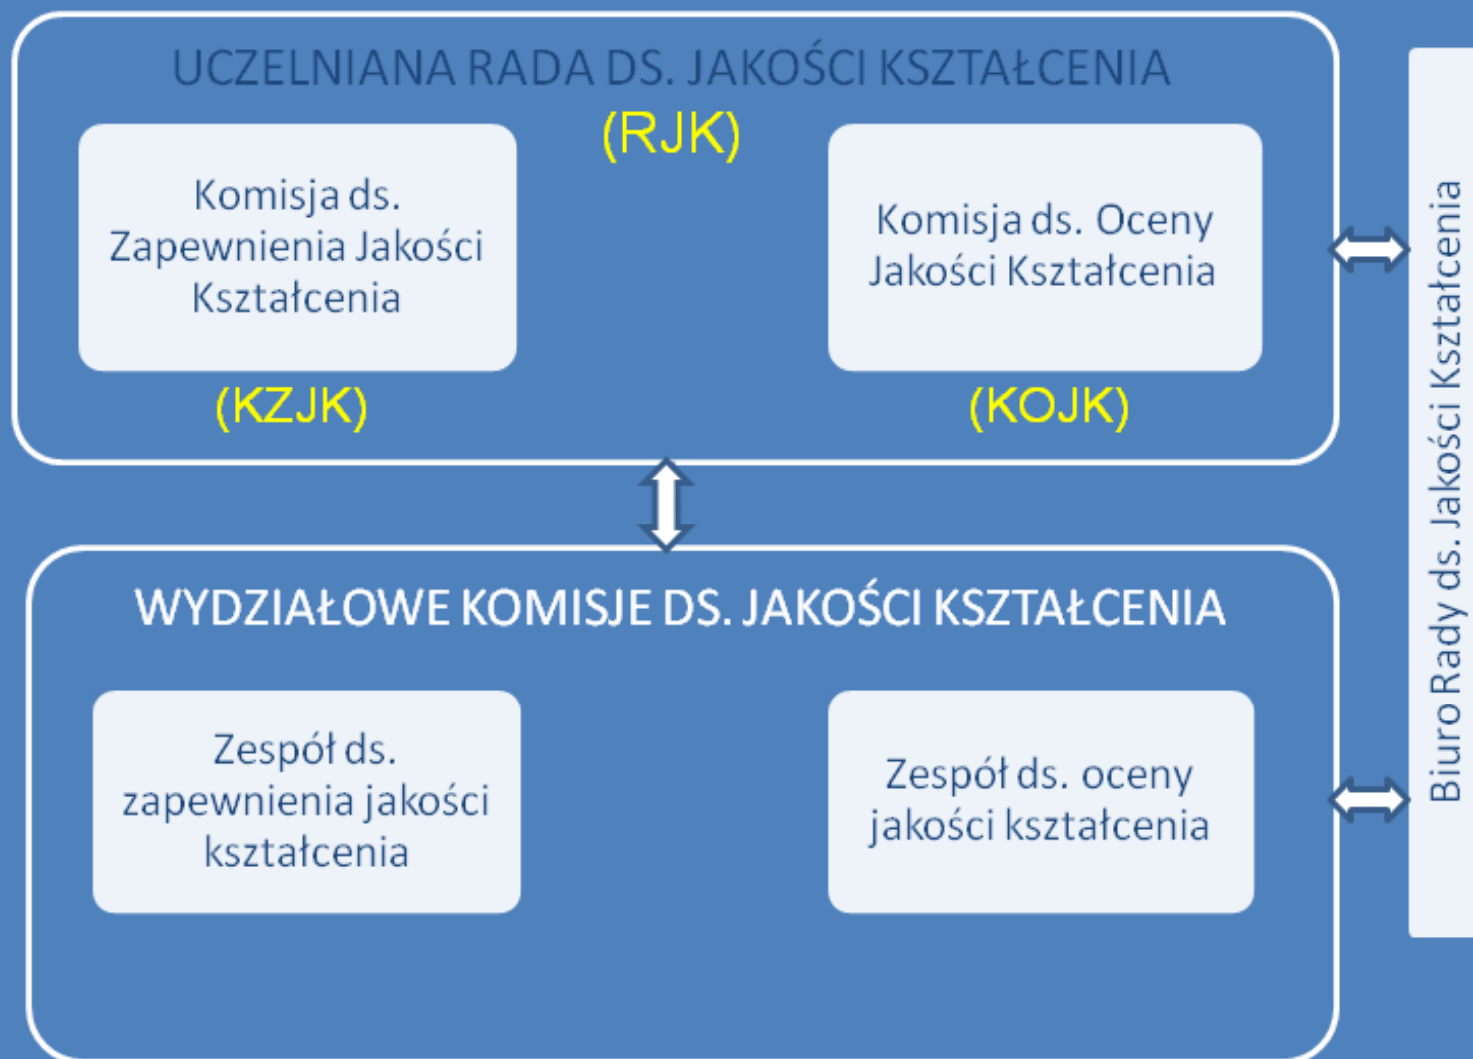 UCZELNIANA RADA DS. JAKOŚCI KSZTAŁCENIA
(RJK)
Komisja ds.
Zapewnienia Jakości
Kształcenia
(KZJK)
Komisja ds. Oceny
Jakości Kształcenia
(KOJK)
WYDZIAŁOWE KOMISJE DS. JAKOŚCI KSZTAŁCENIA
Zespół ds.
zapewnienia jakości
kształcenia
Zespół ds. oceny
jakości kształcenia
Biuro Rady ds. Jakości Kształcenia